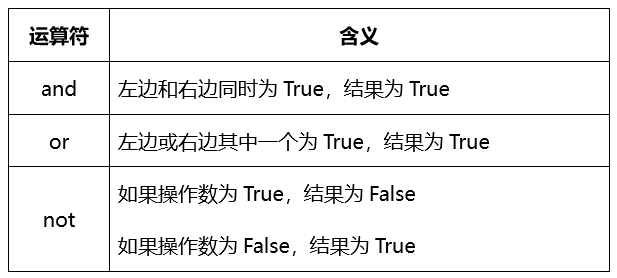 运算符 含义
and 左边和右边同时为 True，结果为 True
or 左边或右边其中一个为 True，结果为 True
not
如果操作数为 True，结果为 False
如果操作数为 False，结果为 True